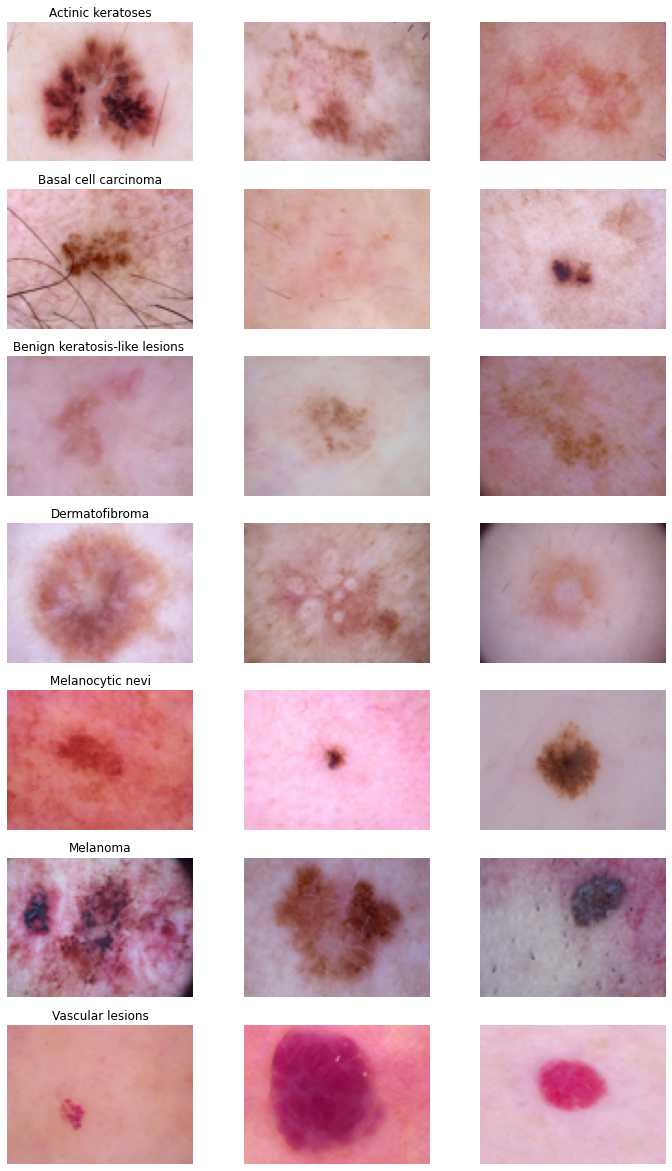 Actinic keratoses
Basal cell carcinoma
Benign keratosis-like lesions
Dermatofibroma
Melanocytic nevi
Melanoma
Vascular lesions